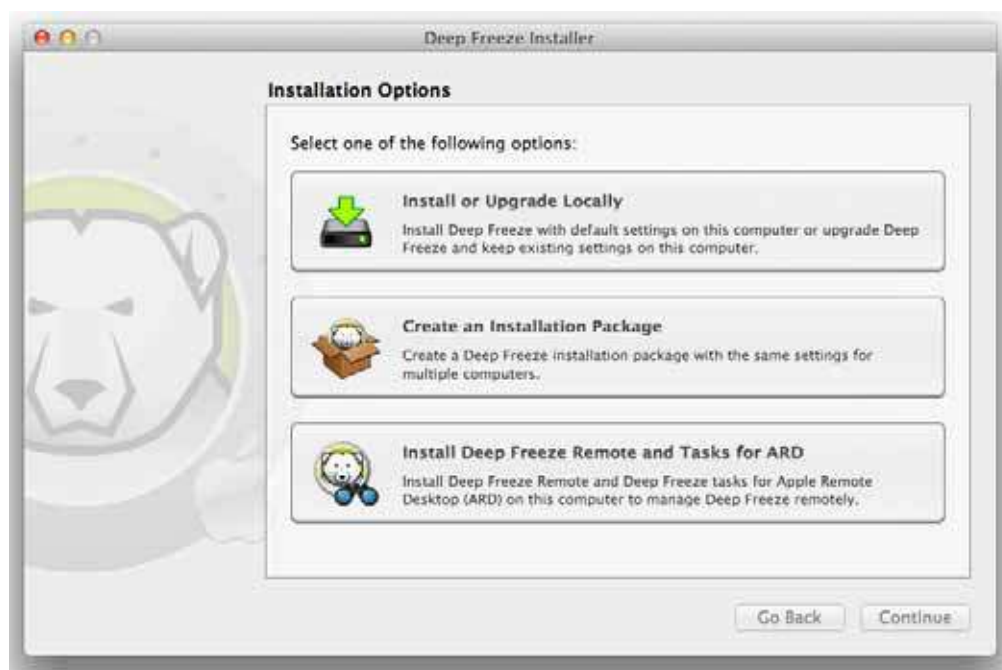 Deep Freeze Installer
Installation Options
Select one of the following options:
Install or Upgrade Locally
Install Deep Freeze with default settings on this computer or upgrade Deep
Freeze and keep existing settings on this computer.
Create an Installation Package
Create a Deep Freeze installation package with the same settings for
multiple computers.
Install Deep Freeze Remote and Tasks for ARD
Install Deep Freeze Remote and Deep Freeze tasks for Apple Remote
Desktop (ARD) on this computer to manage Deep Freeze remotely.
Go Back
Continue